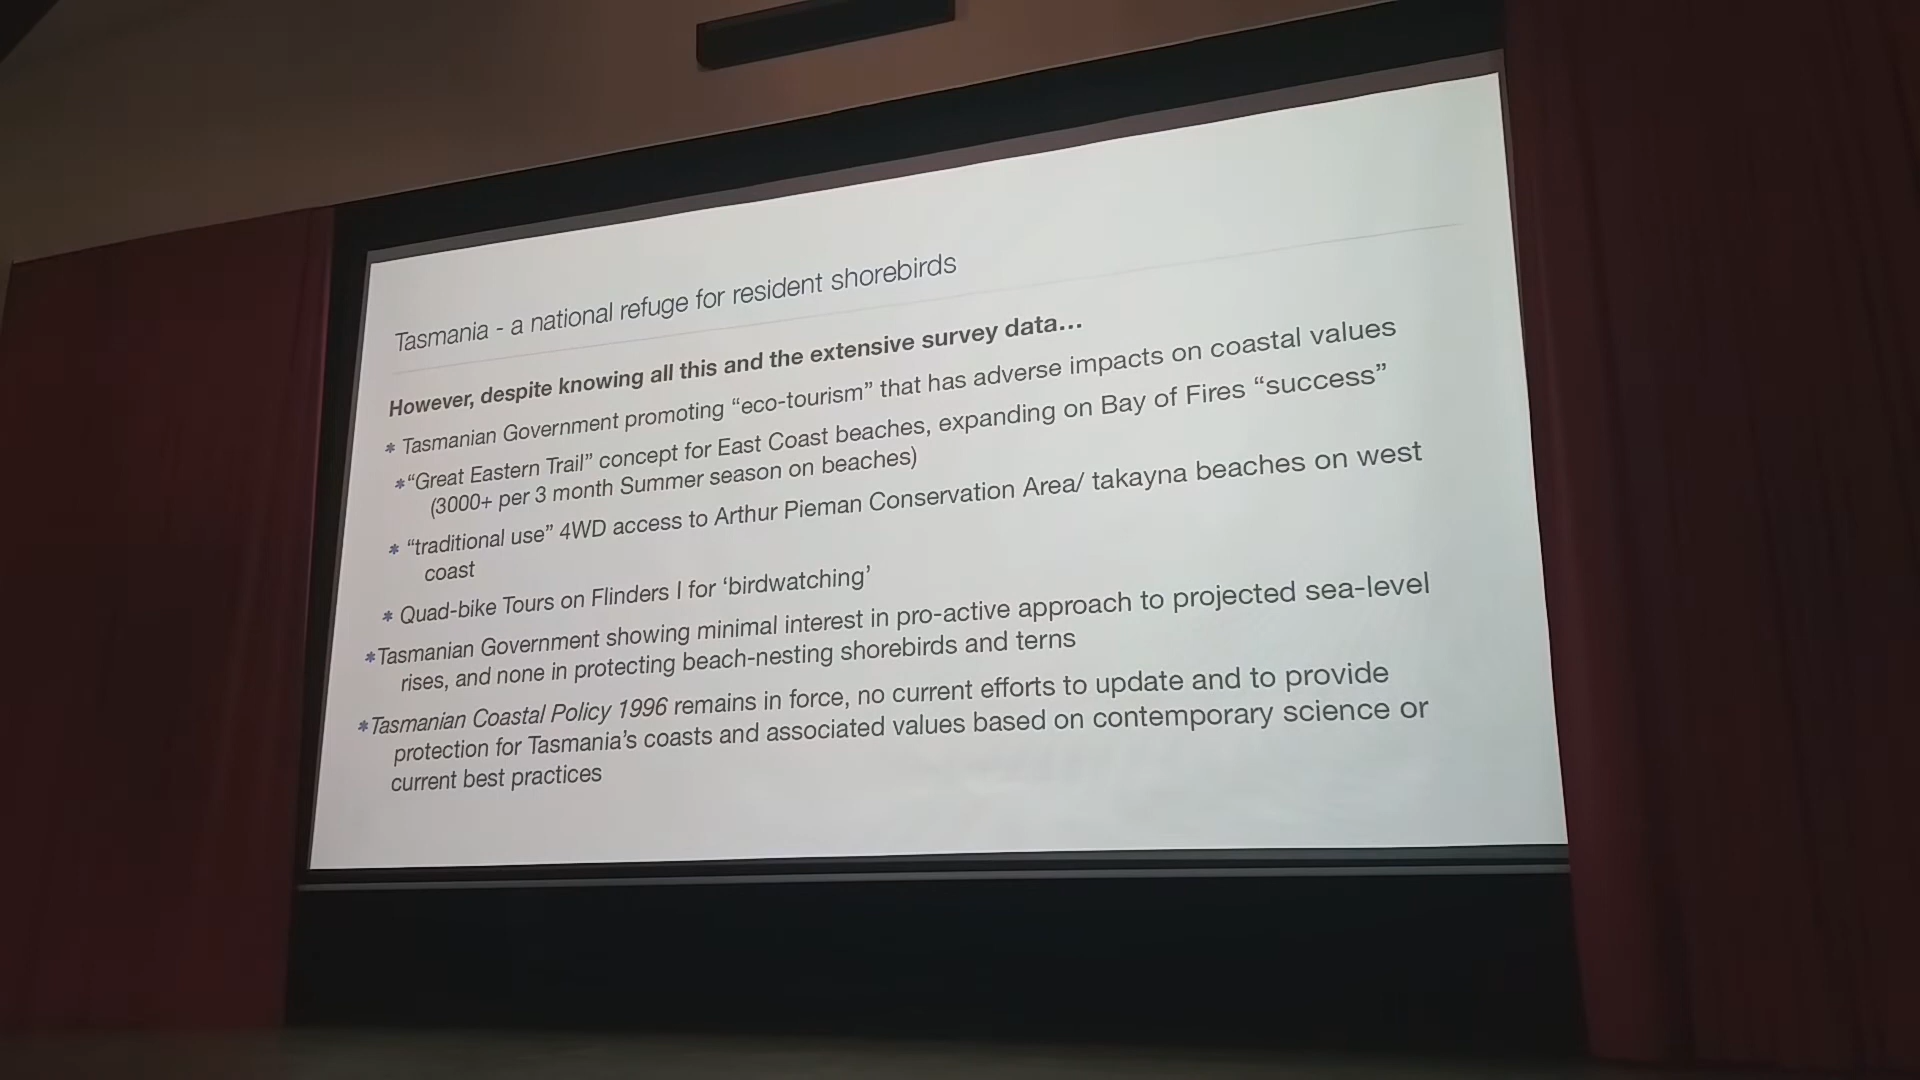 Tasmania - a national refuge for resident shorebirds
However, despite knowing all this and the extensive survey data...
* Tasmanian Government promoting “eco-tourism” that has adverse impacts on coastal values
*“Great Eastern Trail” concept for East Coast beaches, expanding on Bay of Fires “success”
(3000+ per 3 month Summer season on beaches)
* “traditional use” 4WD access to Arthur Pieman Conservation Area/ takayna beaches on west
coast
* Quad-bike Tours on Flinders I for ‘birdwatching’
*Tasmanian Government showing minimal interest in pro-active approach to projected sea-level
rises, and none in protecting beach-nesting shorebirds and terns
*Tasmanian Coastal Policy 1996 remains in force, no current efforts to update and to provide
protection for Tasmania’s coasts and associated values based on contemporary science or
current best practices